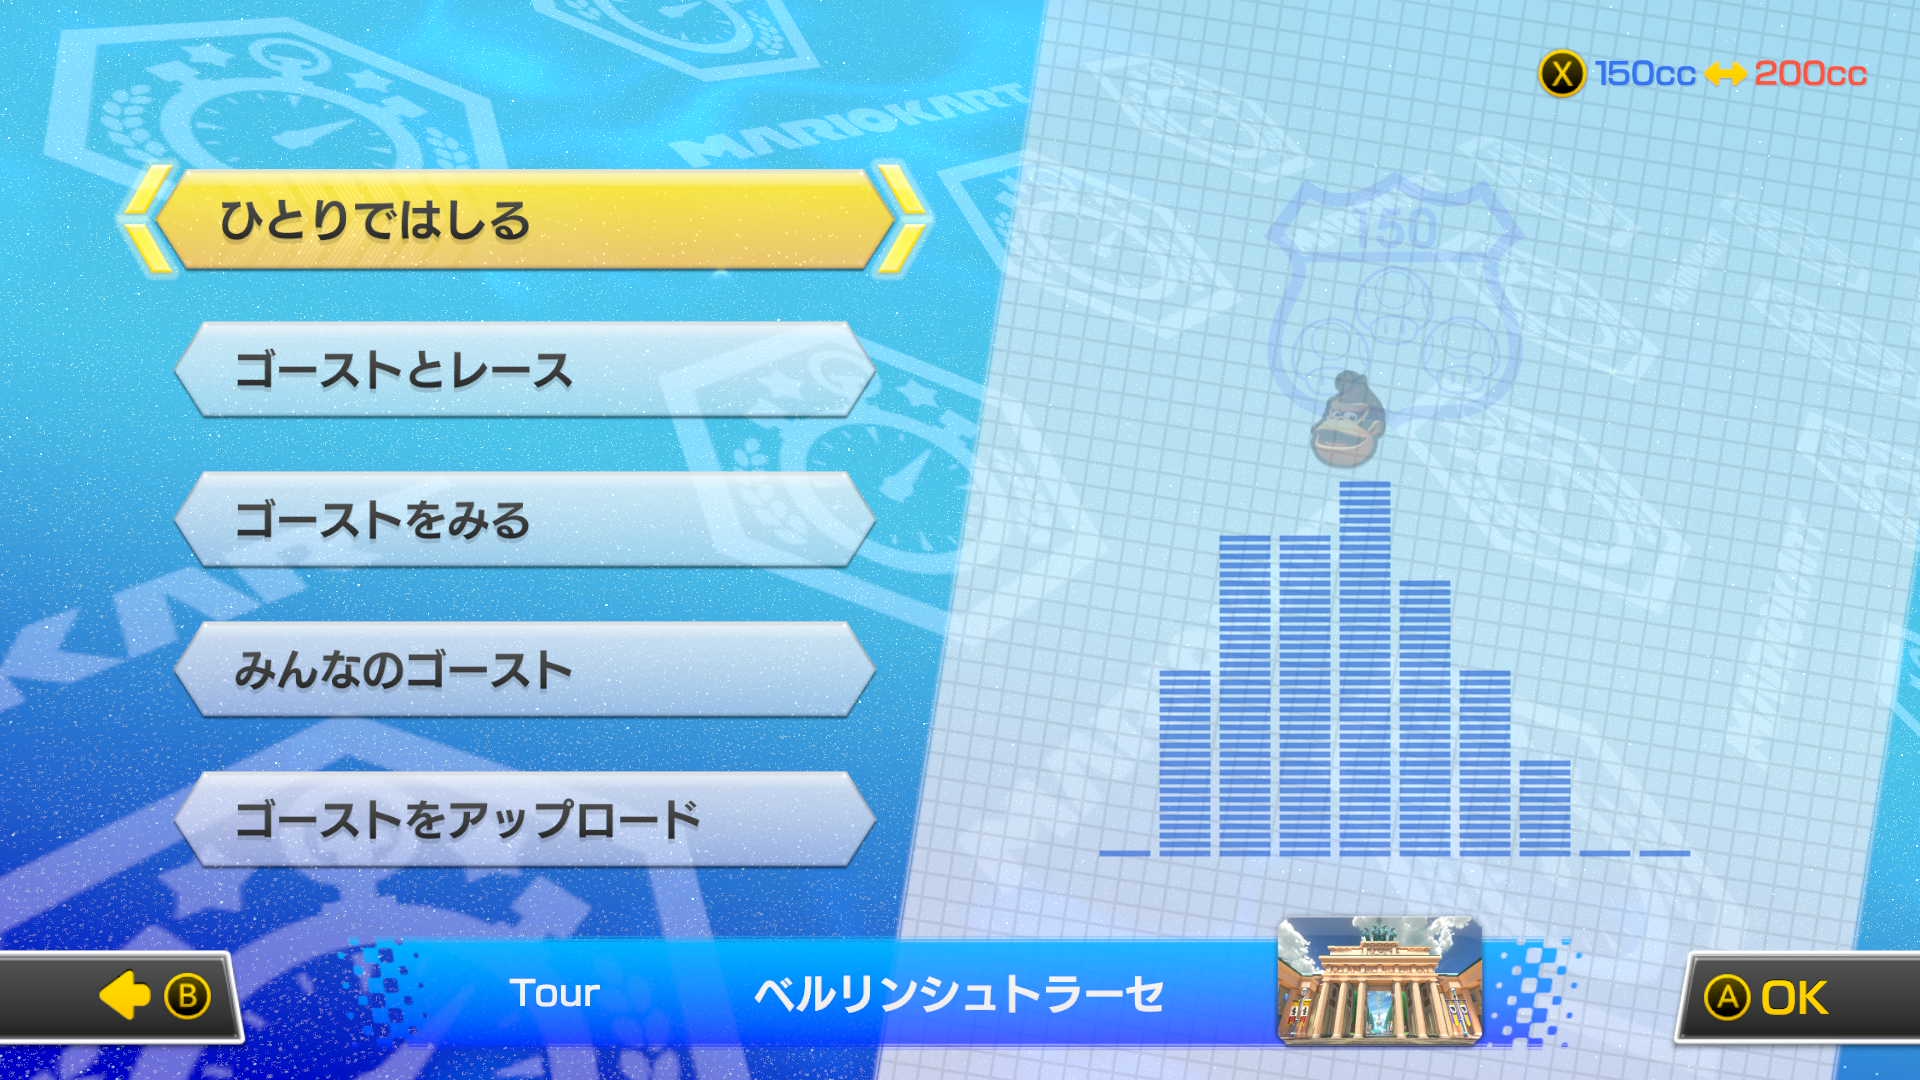 X 150cc 200cc
MARIOKART
150
ひとりではしる
ゴーストとレース
ゴーストをみる
みんなのゴースト
ゴーストをアップロード
B
Tour ベルリンシュトラーセ
A OK